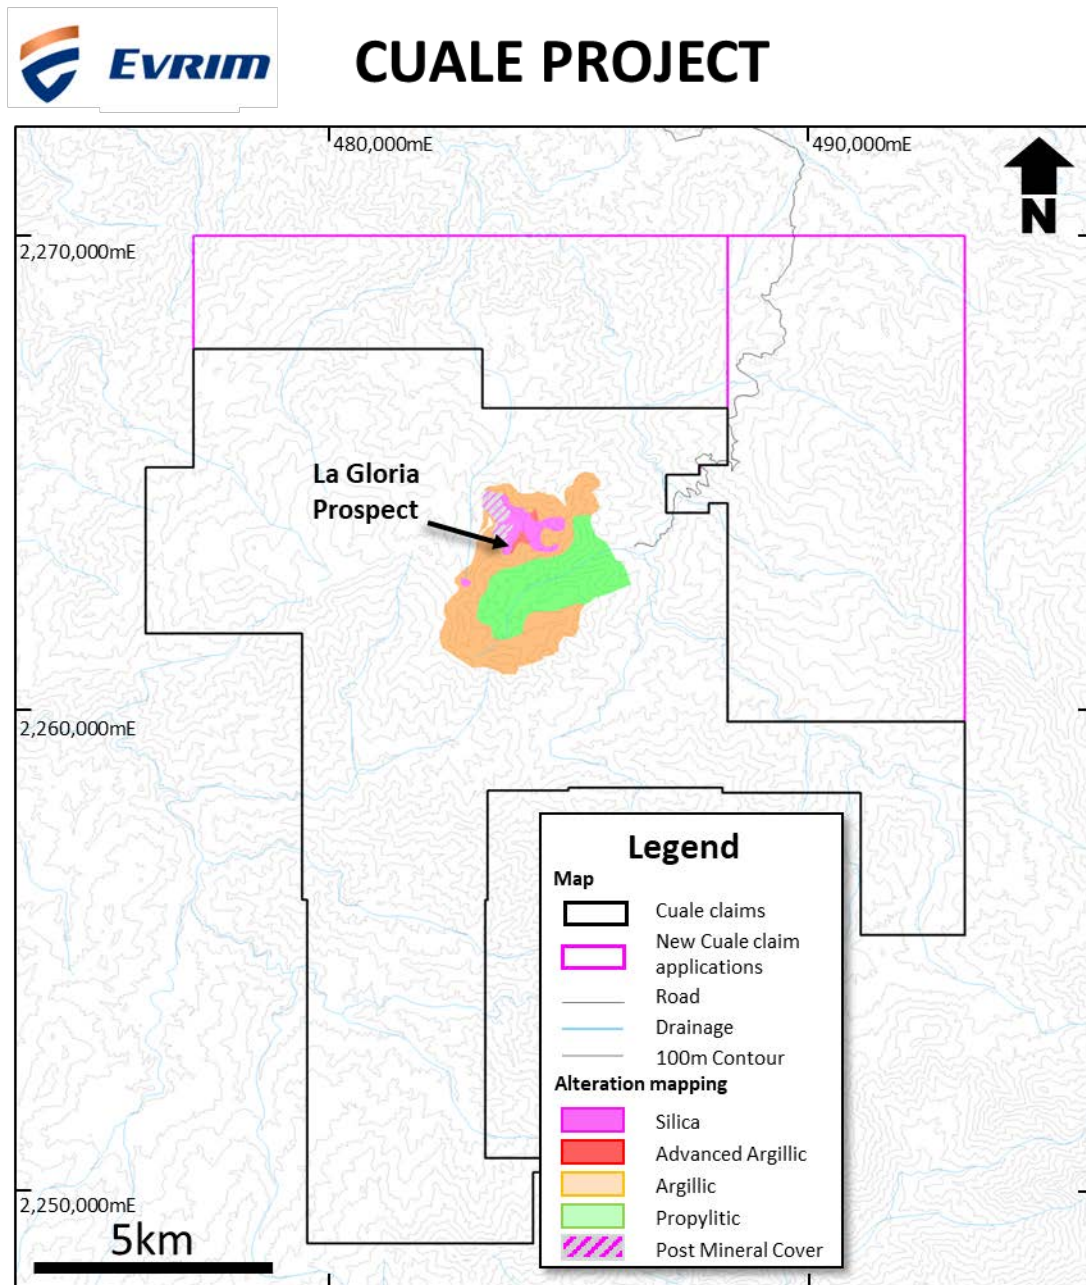 EVRIM
CUALE PROJECT
480,000mE
490,000mE
N
2,270,000mE
La Gloria
Prospect
2,260,000mE
Legend
Map
Cuale claims
New Cuale claim
applications
Road
Drainage
100m Contour
Alteration mapping
Silica
Advanced Argillic
Argillic
Propylitic
Post Mineral Cover
2,250,000mE
5km